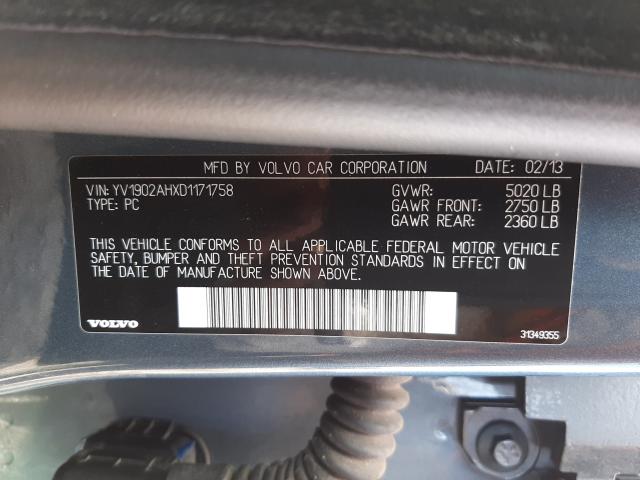 MFD BY VOLVO CAR CORPORATION DATE: 02/13
VIN: YV1902AHXD1171758 GVWR: 5020 LB
TYPE: PC GAWR FRONT: 2750 LB
GAWR REAR: 2360 LB
THIS VEHICLE CONFORMS TO ALL APPLICABLE FEDERAL MOTOR VEHICLE
SAFETY, BUMPER AND THEFT PREVENTION STANDARDS IN EFFECT ON
THE DATE OF MANUFACTURE SHOWN ABOVE.
VOLVO 31349355